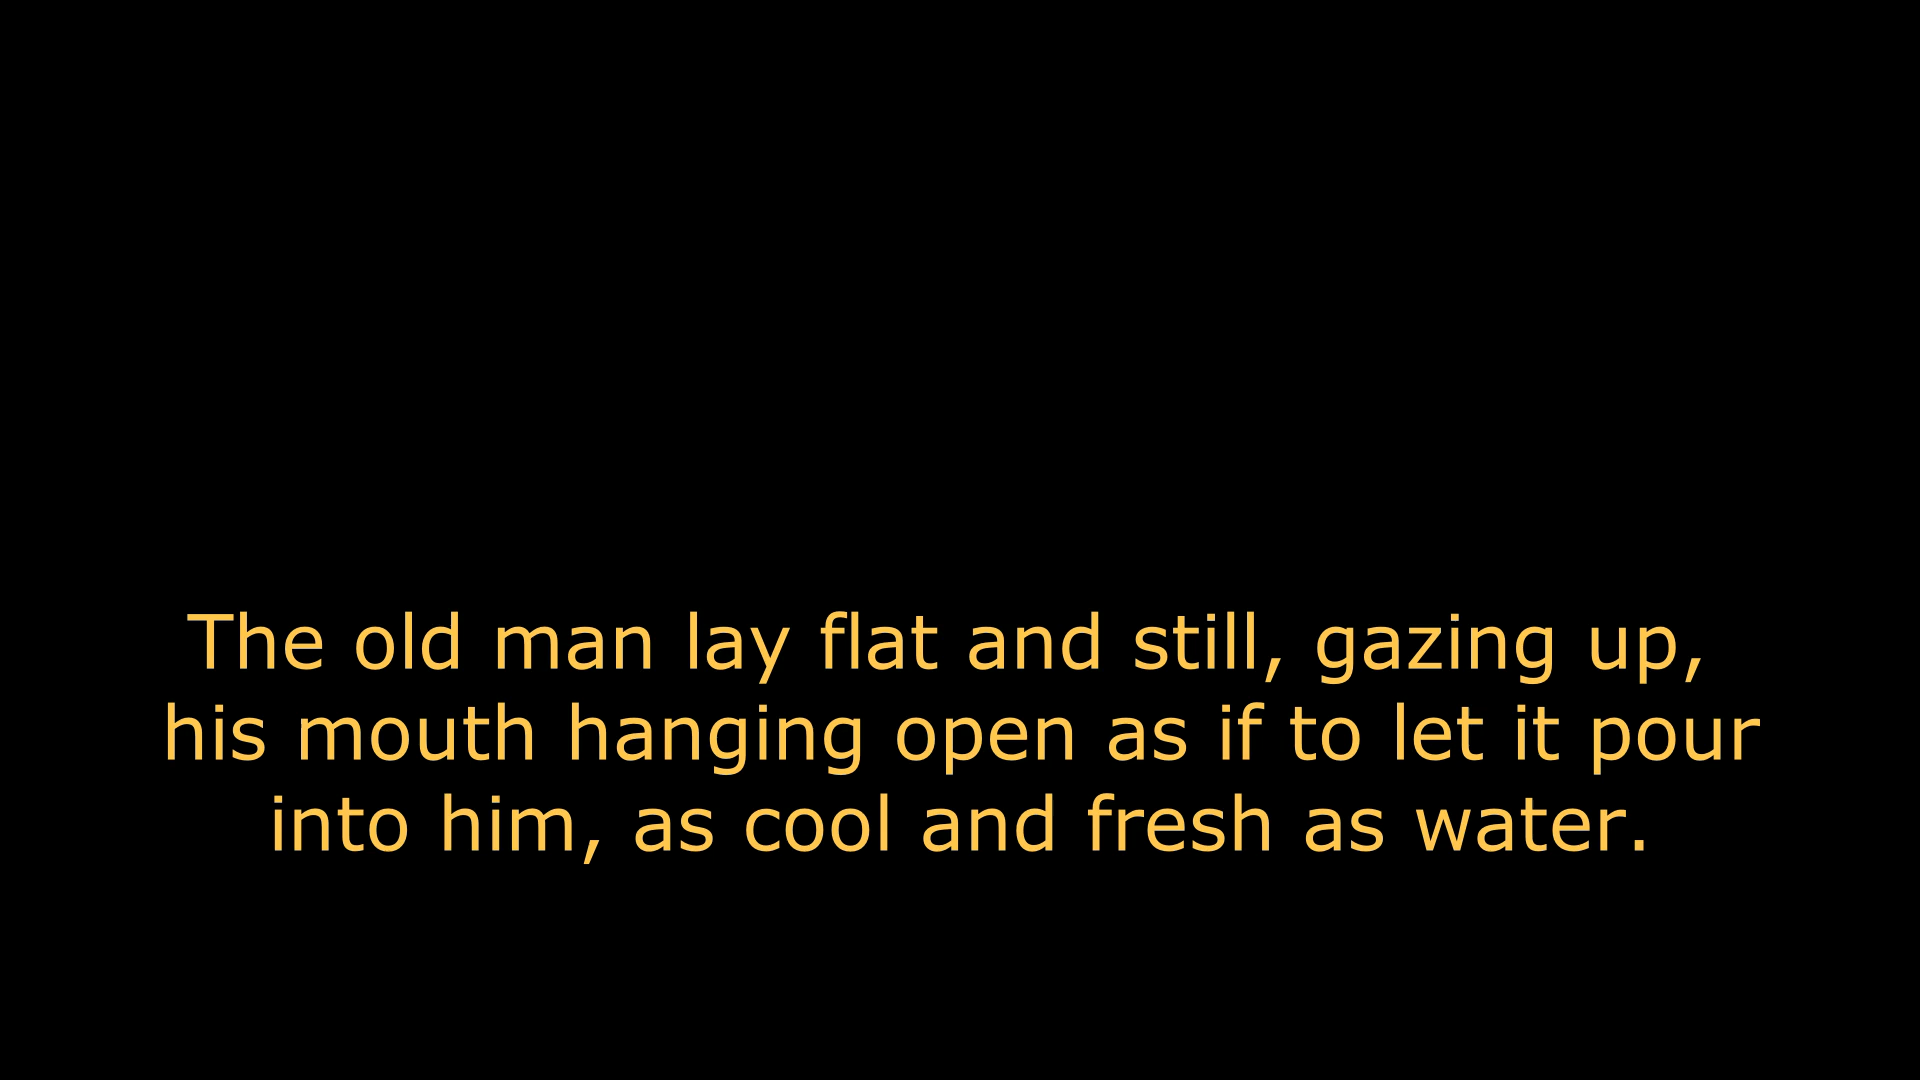 The old man lay flat and still, gazing up,
his mouth hanging open as if to let it pour
into him, as cool and fresh as water.